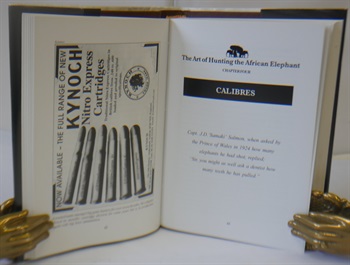 NOW AVAILABLE – THE FULL RANGE OF NEW
KYNOCH
Nitro Express
Cartridges
The Art of Hunting the African Elephant
CHAPTER FOUR
CALIBRES
Capt. J.D. 'Samaki' Salmon, when asked by
the Prince of Wales in 1924 how many
elephants he had shot replied:
'Sir, you might as well ask a dentist how
many teeth he has pulled.'